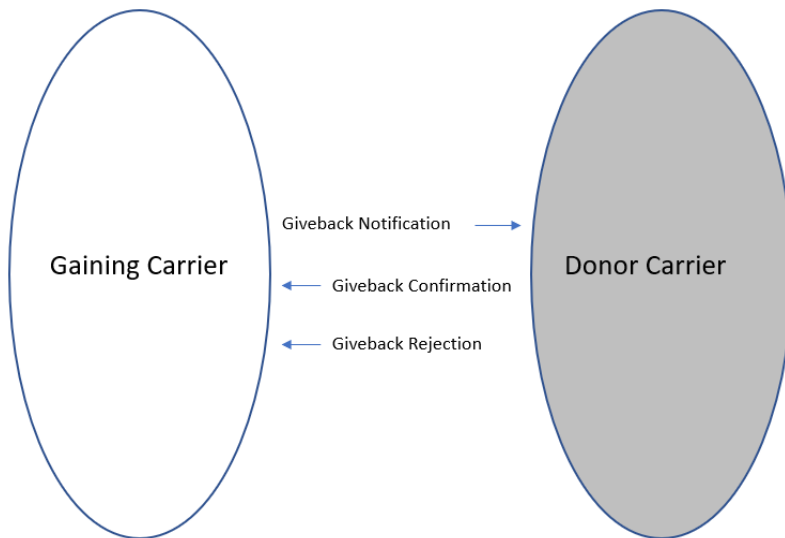 Giveback Notification
Gaining Carrier
Donor Carrier
Giveback Confirmation
Giveback Rejection